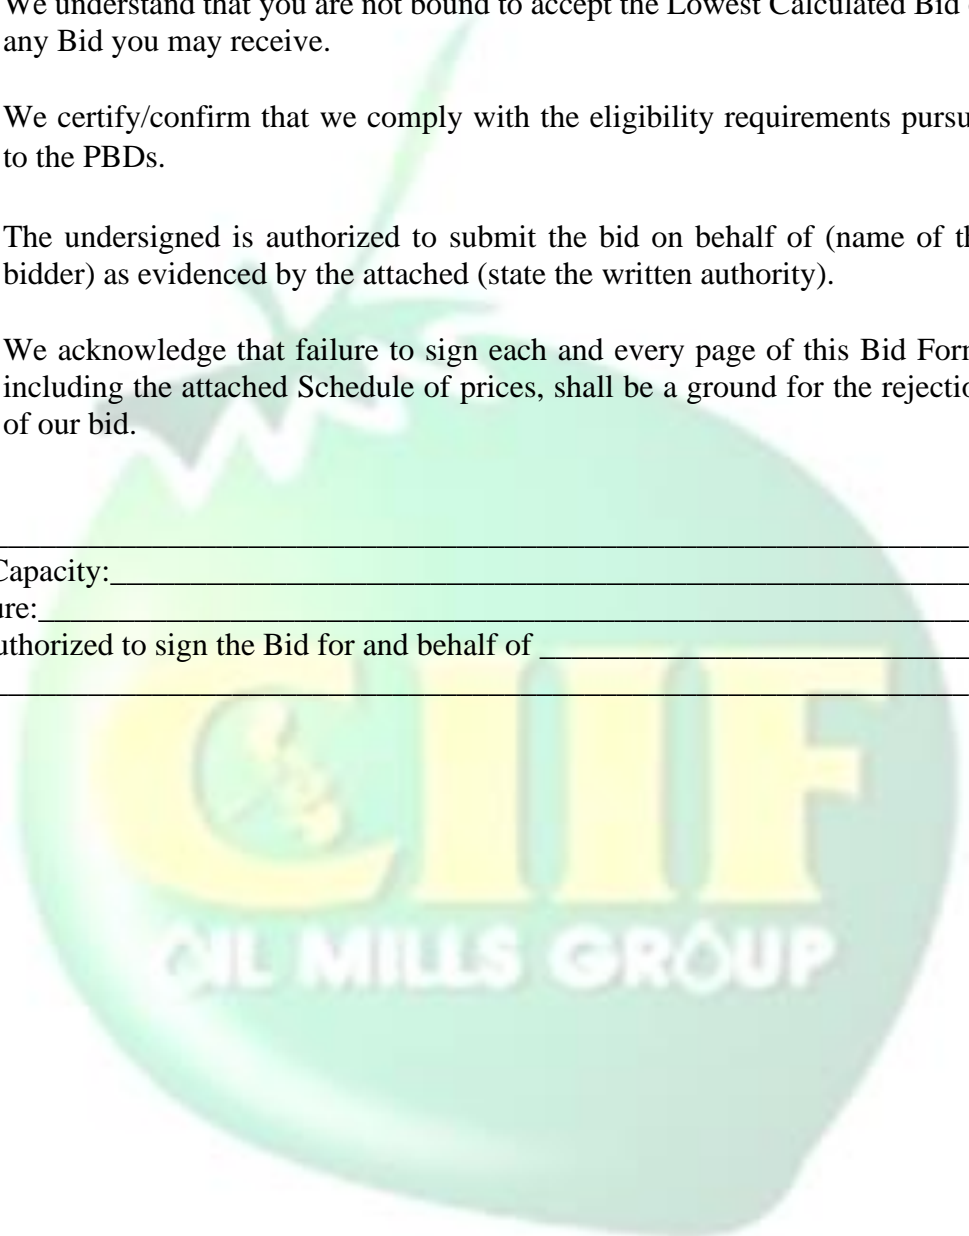 We understand that you are not bound to accept the Lowest Calculated Bid
any Bid you may receive.
We certify/confirm that we comply with the eligibility requirements pursu
to the PBDs.
The undersigned is authorized to submit the bid on behalf of (name of th
bidder) as evidenced by the attached (state the written authority).
We acknowledge that failure to sign each and every page of this Bid Form
including the attached Schedule of prices, shall be a ground for the rejectio
of our bid.
Capacity:
ure:
uthorized to sign the Bid for and behalf of
CIIF
OIL MILLS GROUP